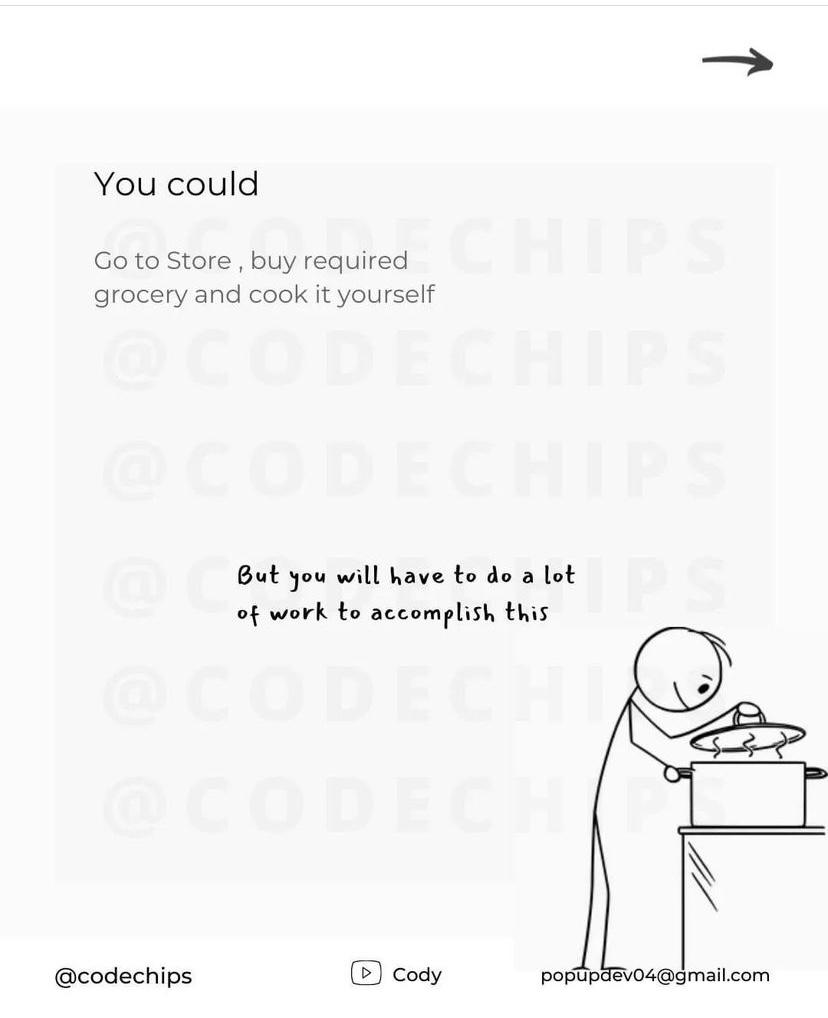 You could
@CODECHIPS
Go to Store , buy required
grocery and cook it yourself
@CODECHIPS
@CODECHIPS
But you will have to do a lot
of work to accomplish this
@CODECHIPS
@CODECHIPS
@CODECHIPS
@codechips
Cody
popupdev04@gmail.com